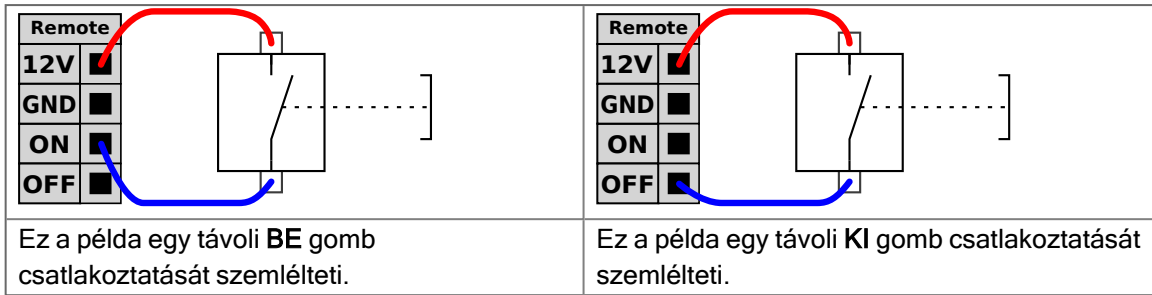 Remote
12V
GND
ON
OFF
Ez a példa egy távoli BE gomb
csatlakoztatását szemlélteti.
Remote
12V
GND
ON
OFF
Ez a példa egy távoli KI gomb csatlakoztatását
szemlélteti.